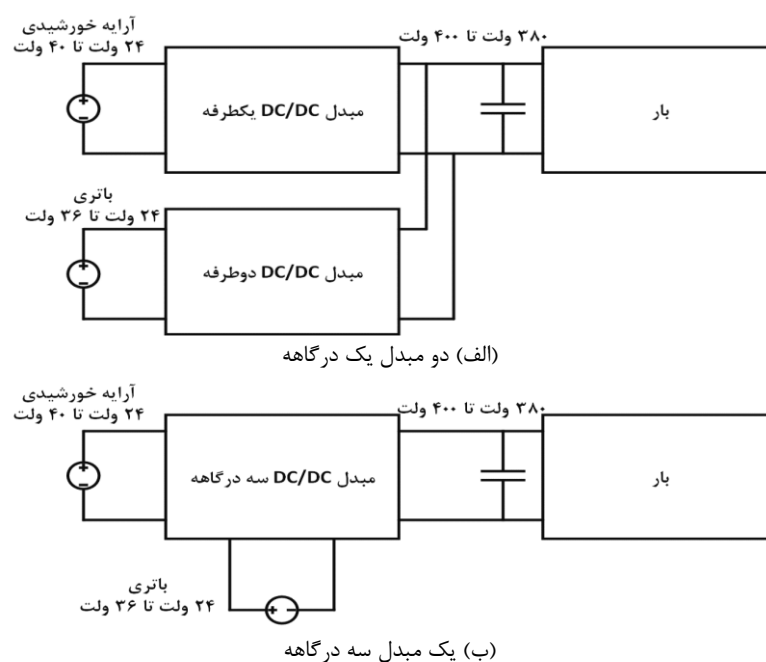 آرایه خورشیدی
۲۴ ولت تا ۴۰ ولت
۳۸۰ ولت تا ۴۰۰ ولت
مبدل DC/DC یکطرفه
بار
باتری
۲۴ ولت تا ۳۶ ولت
مبدل DC/DC دوطرفه
(الف) دو مبدل یک درگاهه
آرایه خورشیدی
۲۴ ولت تا ۴۰ ولت
۳۸۰ ولت تا ۴۰۰ ولت
مبدل DC/DC سه درگاهه
بار
باتری
۲۴ ولت تا ۳۶ ولت
(ب) یک مبدل سه درگاهه